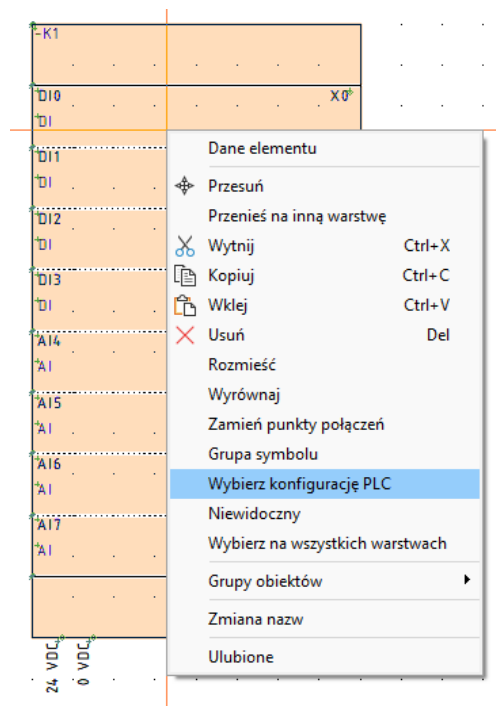 -K1
DI0 X0
DI
DI1
DI
DI2
DI
DI3
DI
AI4
AI
AI5
AI
AI6
AI
AI7
AI
24 VDC
0 VDC
Dane elementu
Przesuń
Przenieś na inną warstwę
Wytnij Ctrl+X
Kopiuj Ctrl+C
Wklej Ctrl+V
Usuń Del
Rozmieść
Wyrównaj
Zamień punkty połączeń
Grupa symbolu
Wybierz konfigurację PLC
Niewidoczny
Wybierz na wszystkich warstwach
Grupy obiektów
Zmiana nazw
Ulubione